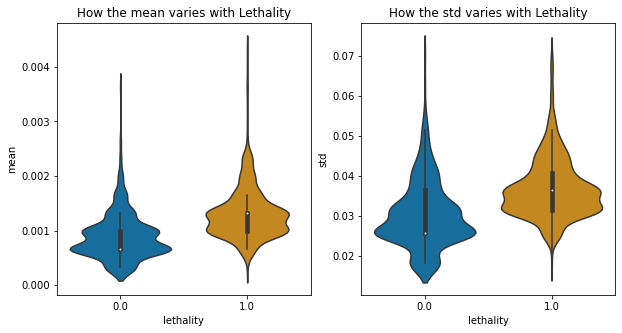 How the mean varies with Lethality
0.004
0.003
0.002
0.001
0.000
mean
0.0
1.0
lethality
How the std varies with Lethality
0.07
0.06
0.05
0.04
0.03
0.02
std
0.0
1.0
lethality